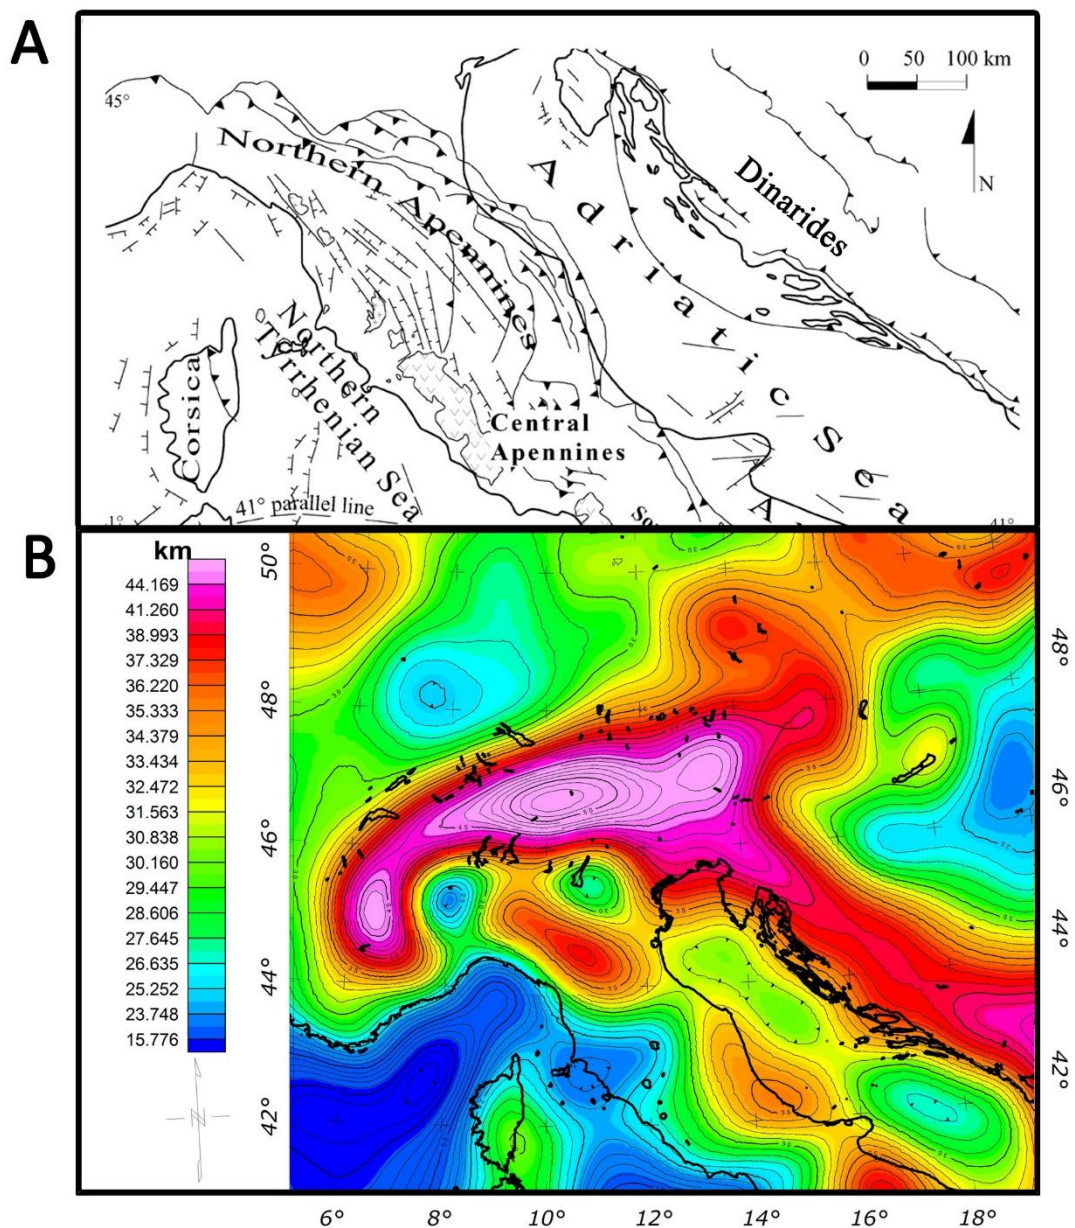 A
0 50 100 km
45°
N
Northern Apennines
Adriatic Sea
Dinarides
Northern
Tyrrhenian Sea
Corsica
Central
Apennines
41° parallel line
B
km
44.169
41.260
38.993
37.329
36.220
35.333
34.379
33.434
32.472
31.563
30.838
30.160
29.447
28.606
27.645
26.635
25.252
23.748
15.776
N
50°
48°
46°
44°
42°
48°
46°
44°
42°
6° 8° 10° 12° 14° 16° 18°